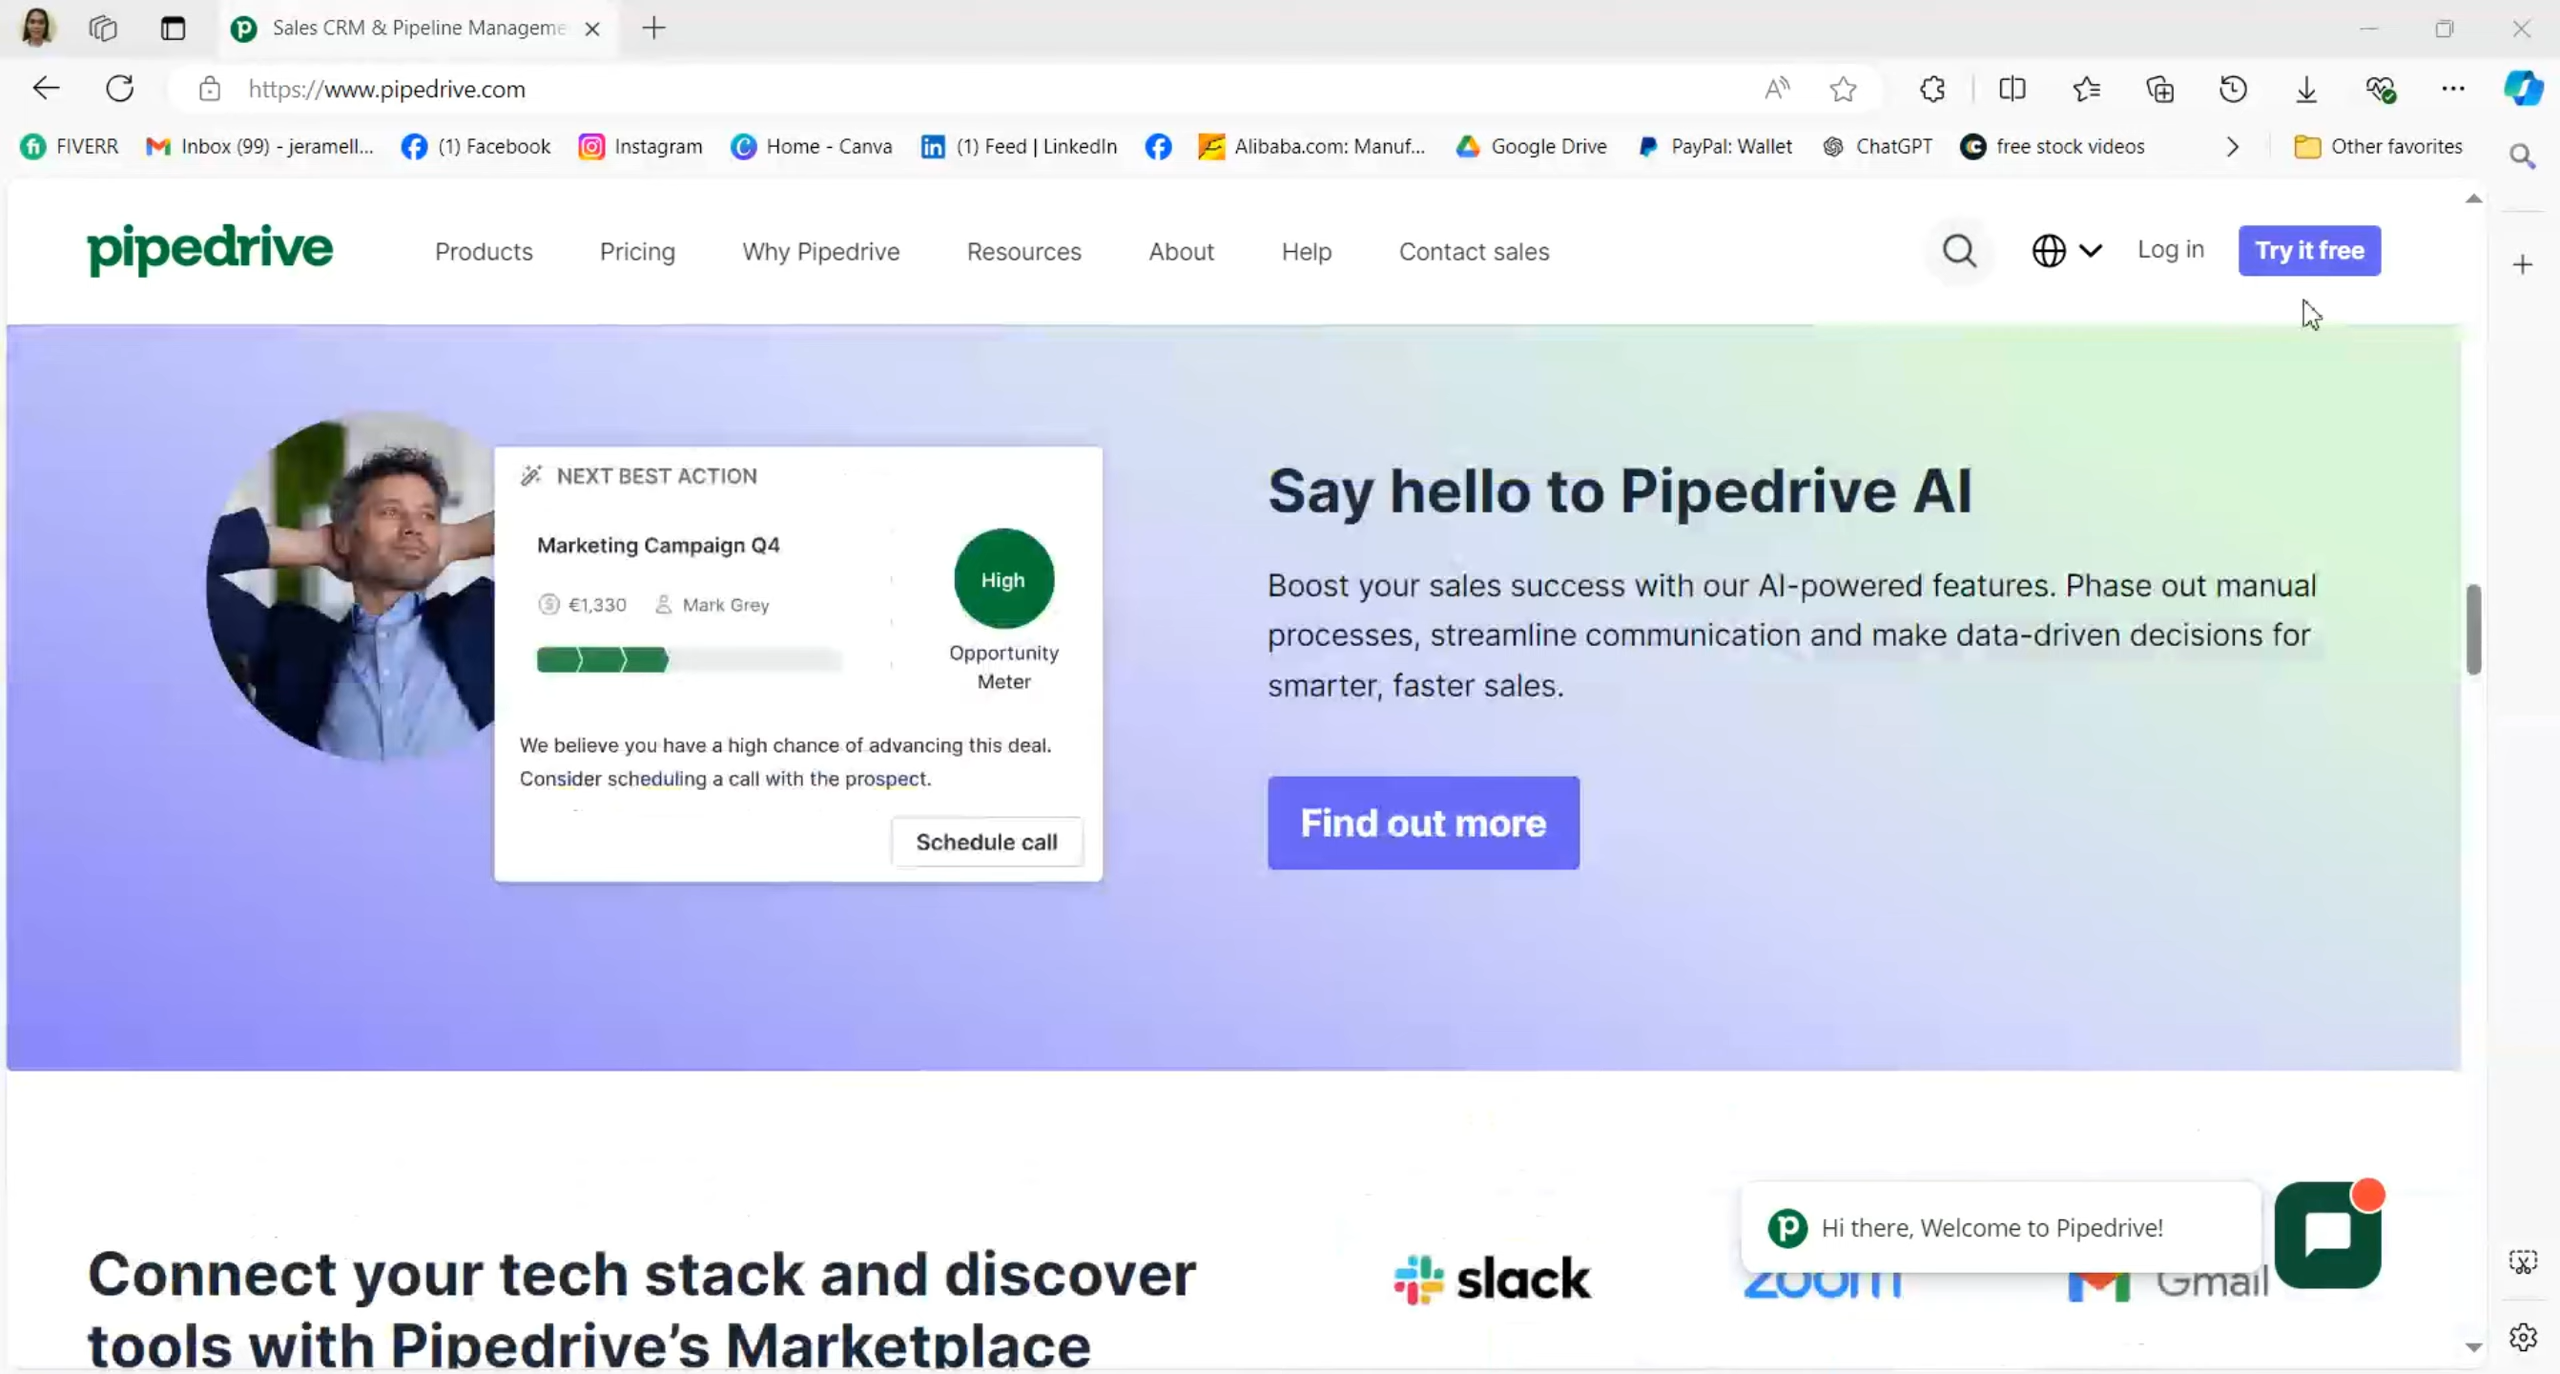 Sales CRM & Pipeline Manageme
https://www.pipedrive.com
FIVERR
Inbox (99) - jeramell...
(1) Facebook
Instagram
Home - Canva
(1) Feed | LinkedIn
Alibaba.com: Manuf...
Google Drive
PayPal: Wallet
ChatGPT
free stock videos
Other favorites
pipedrive
Products
Pricing
Why Pipedrive
Resources
About
Help
Contact sales
Log in
Try it free
NEXT BEST ACTION
Marketing Campaign Q4
€1,330
Mark Grey
High
Opportunity
Meter
We believe you have a high chance of advancing this deal.
Consider scheduling a call with the prospect.
Schedule call
Say hello to Pipedrive AI
Boost your sales success with our AI-powered features. Phase out manual
processes, streamline communication and make data-driven decisions for
smarter, faster sales.
Find out more
Hi there, Welcome to Pipedrive!
Connect your tech stack and discover
tools with Pipedrive's Marketplace
slack
zoom
Gmail